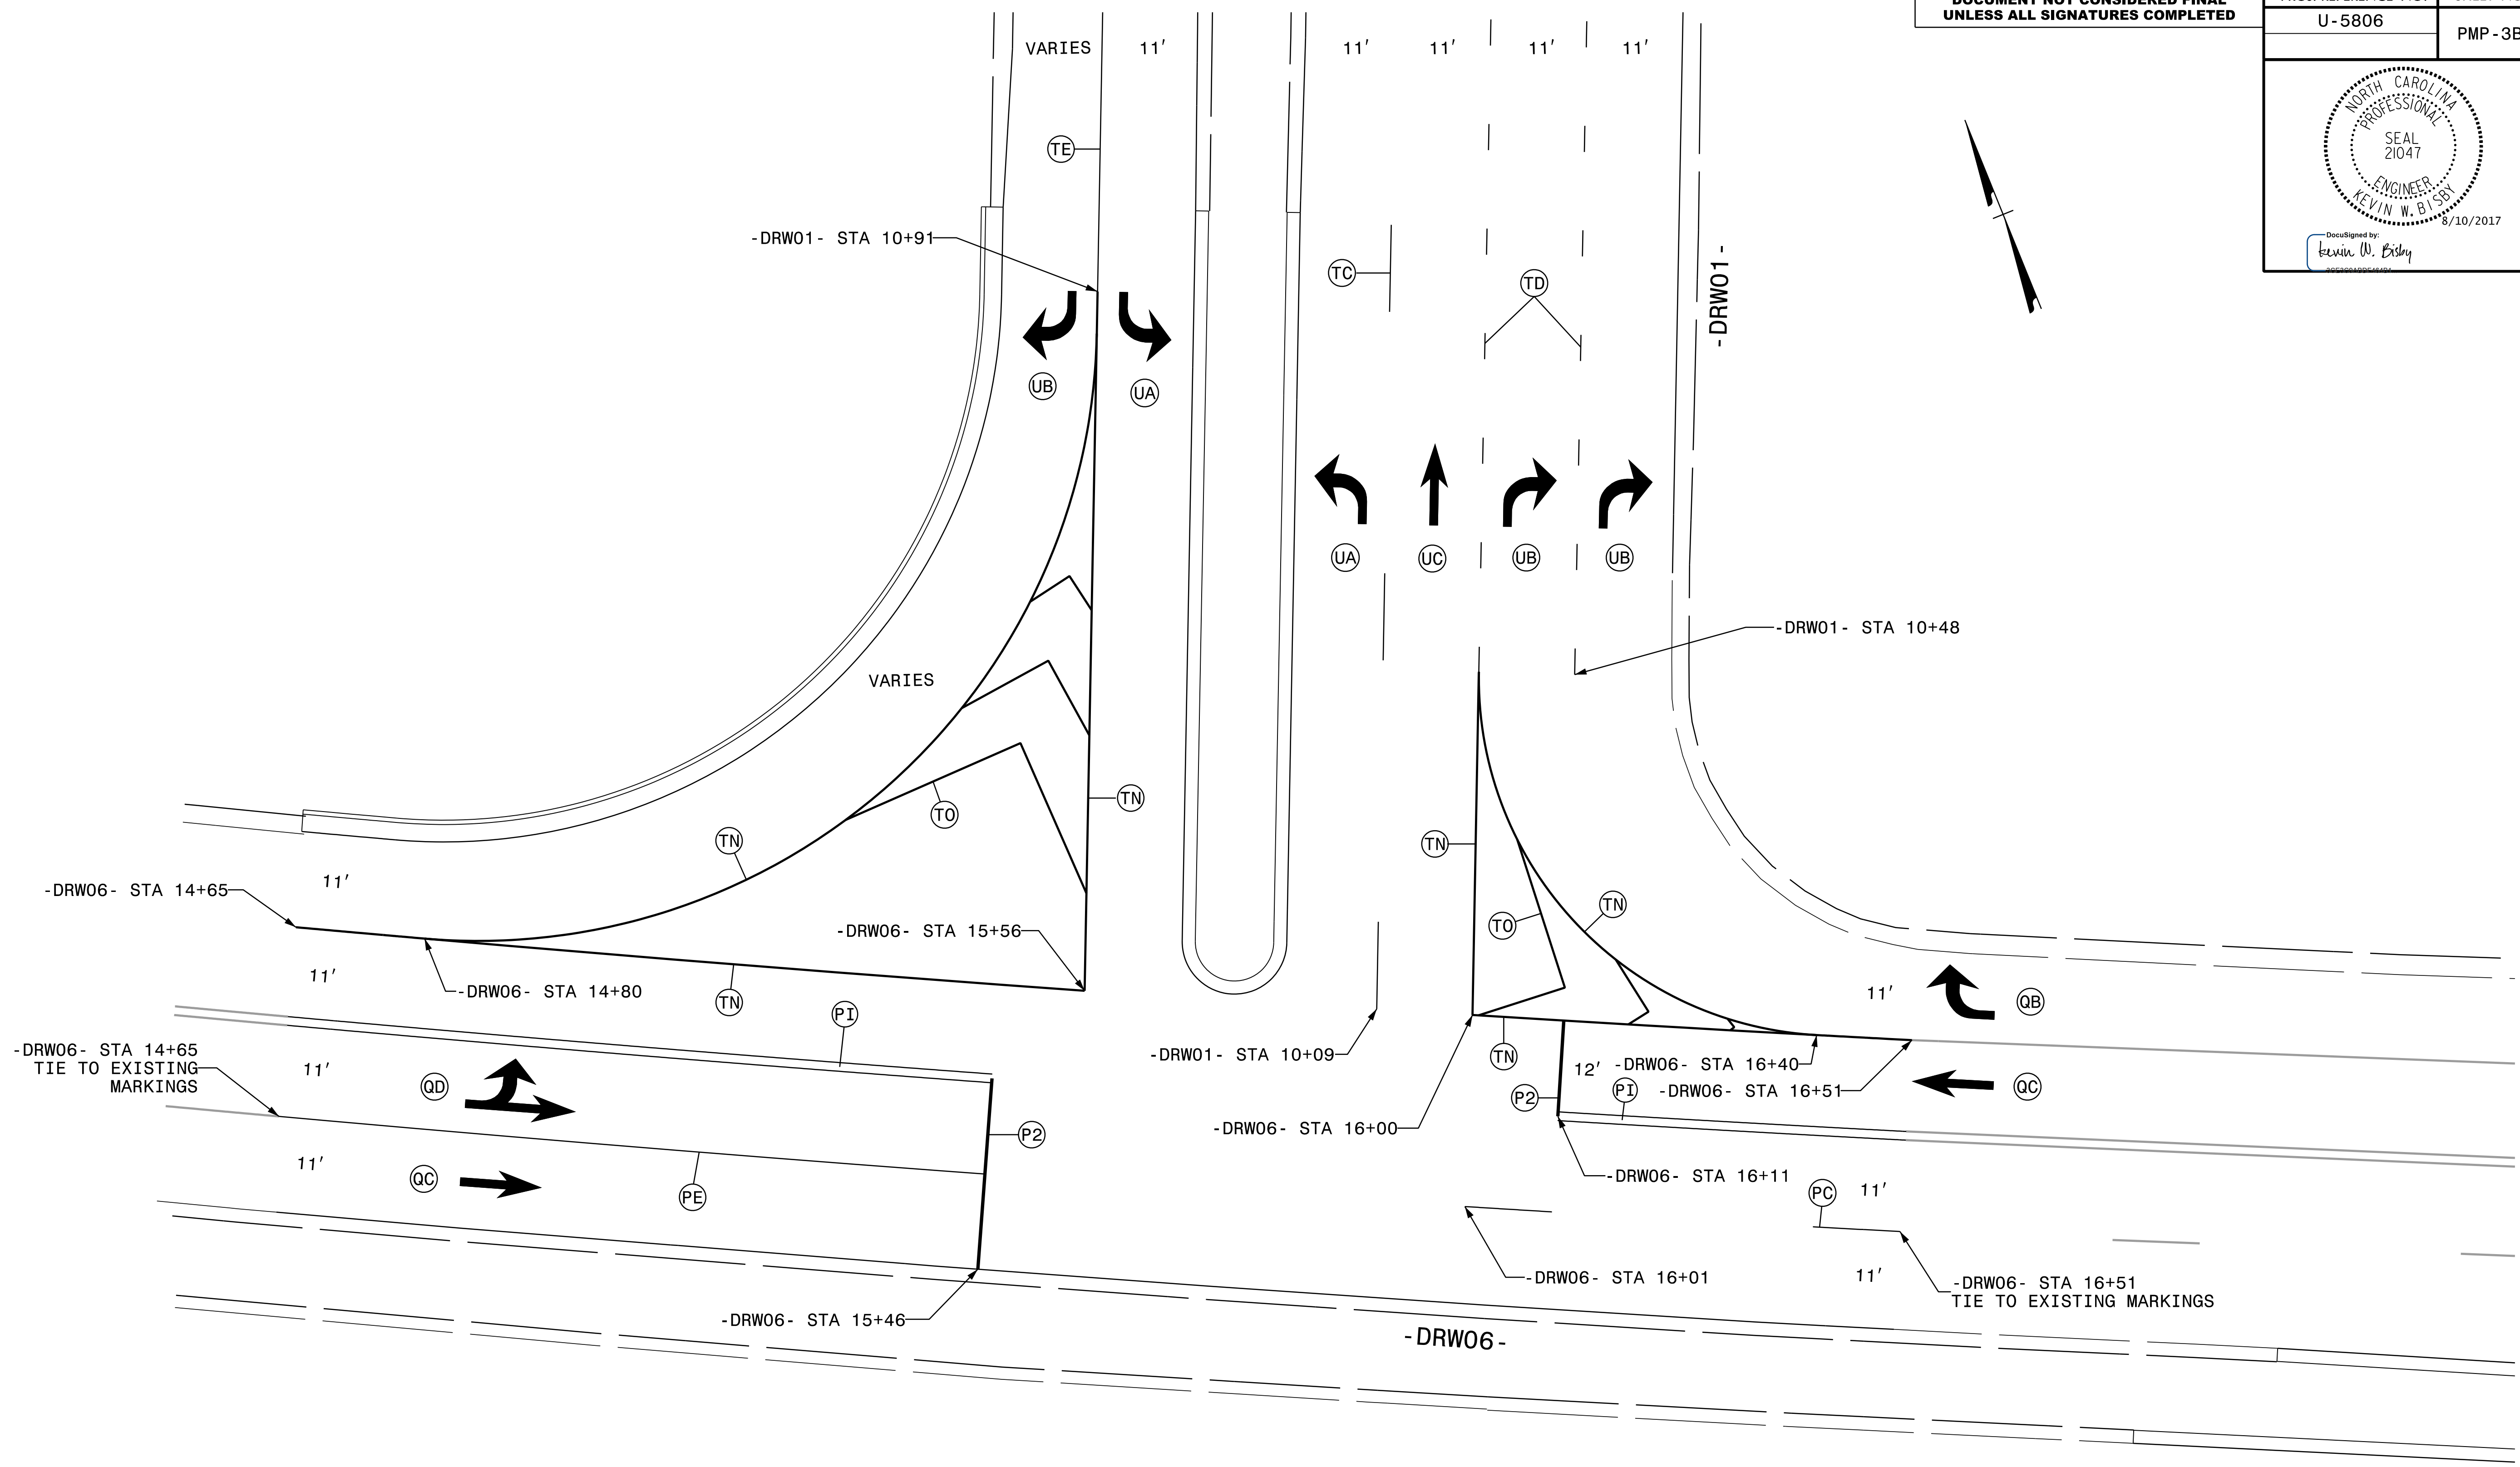 DOCUMENT NOT CONSIDERED FINAL
UNLESS ALL SIGNATURES COMPLETED
U-5806
PMP-3B
NORTH CAROLINA
PROFESSIONAL
SEAL
21047
ENGINEER
KEVIN W. BISBY
8/10/2017
DocuSigned by:
Kevin W. Bisby
VARIES
11'
11'
11'
11'
11'
TE
-DRW01- STA 10+91
TC
TD
-DRW01-
UB
UA
UA
UC
UB
UB
-DRW01- STA 10+48
VARIES
TN
TO
TN
TN
11'
-DRW06- STA 14+65
-DRW06- STA 15+56
TO
TN
11'
-DRW06- STA 14+80
TN
PI
11'
QB
-DRW06- STA 14+65
TIE TO EXISTING
MARKINGS
11'
QD
-DRW01- STA 10+09
TN
12'
-DRW06- STA 16+40
PI
-DRW06- STA 16+51
QC
P2
P2
-DRW06- STA 16+00
11'
QC
PE
-DRW06- STA 16+11
PC
11'
-DRW06- STA 16+01
11'
-DRW06- STA 16+51
TIE TO EXISTING MARKINGS
-DRW06- STA 15+46
-DRW06-